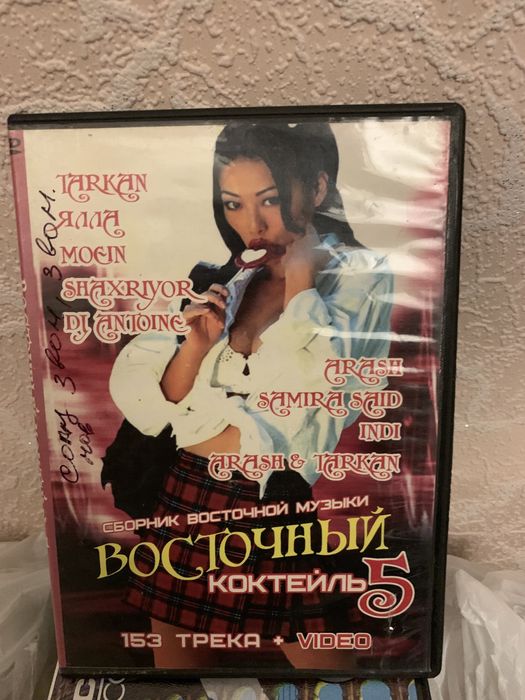 TARKAN
ЯЛЛА
MOEIN
SHAXRIYOR
DJ ANTOINE
ARASH
SAMIRA SAID
INDI
ARASH & TARKAN
СБОРНИК ВОСТОЧНОЙ МУЗЫКИ
ВОСТОЧНЫЙ
КОКТЕЙЛЬ 5
153 ТРЕКА + VIDEO